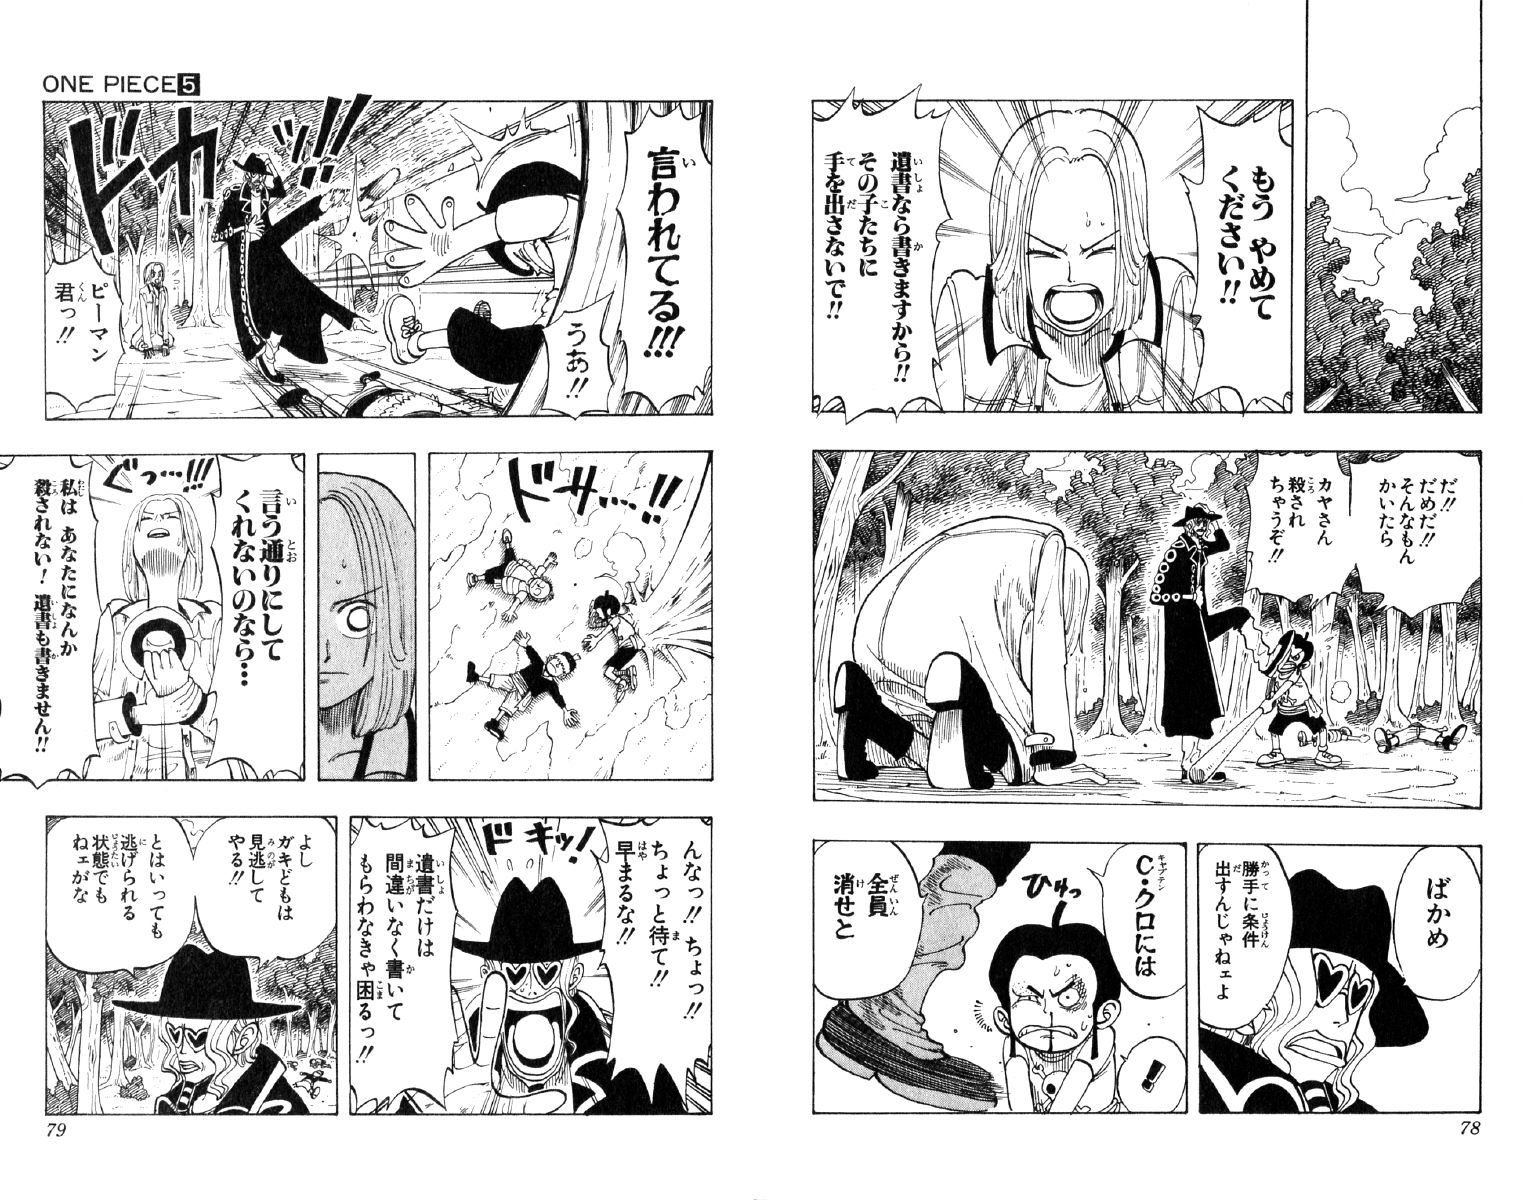 もう やめて
ください!!
遺書なら書きますから!!
その子たちに
手を出さないで!!
だ!!
だめだ!!
そんなもん
かいたら
カヤさん
殺され
ちゃうぞ!!
ばかめ
勝手に条件
出すんじゃねェよ
C・クロには
ひゅっ
全員
消せと
!
78
ONE PIECE 5
言われてる!!!
うあ!!
ドカッ!!
ピーマン
君っ!!
ドサ…!!
言う通りにして
くれないのなら…
ぐっ…!!!
私は あなたになんか
殺されない! 遺書も書きません!!
んなっ!! ちょっ!!
ちょっと待て!!
早まるな!!
ドキッ!
遺書だけは
間違いなく書いて
もらわなきゃ困るっ!!
よし
ガキどもは
見逃して
やる!!
とはいっても
逃げられる
状態でも
ねェがな
79